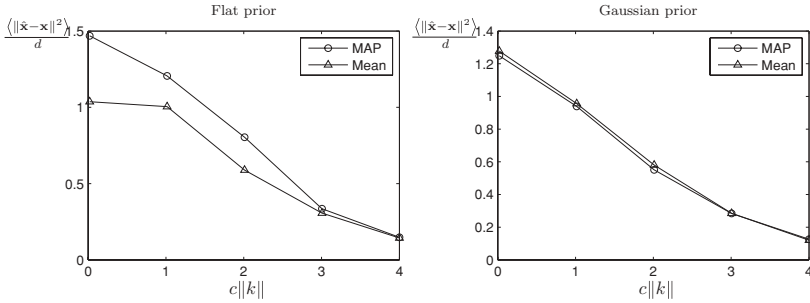 Flat prior
⟨‖x̂−x‖²⟩
d
1.5
1
0.5
0
MAP
Mean
0 1 2 3 4
c‖k‖
Gaussian prior
⟨‖x̂−x‖²⟩
d
1.4
1.2
1
0.8
0.6
0.4
0.2
0
MAP
Mean
0 1 2 3 4
c‖k‖